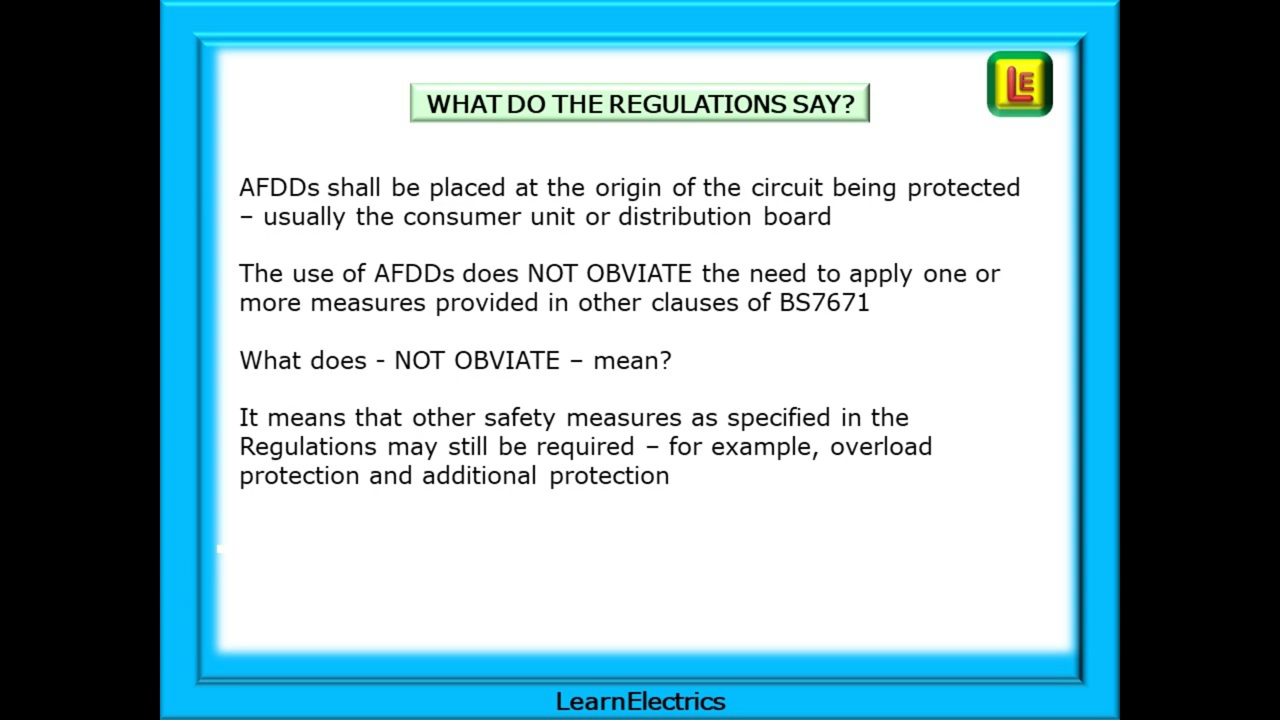 WHAT DO THE REGULATIONS SAY?
LE
AFDDs shall be placed at the origin of the circuit being protected
– usually the consumer unit or distribution board
The use of AFDDs does NOT OBVIATE the need to apply one or
more measures provided in other clauses of BS7671
What does - NOT OBVIATE – mean?
It means that other safety measures as specified in the
Regulations may still be required – for example, overload
protection and additional protection
LearnElectrics